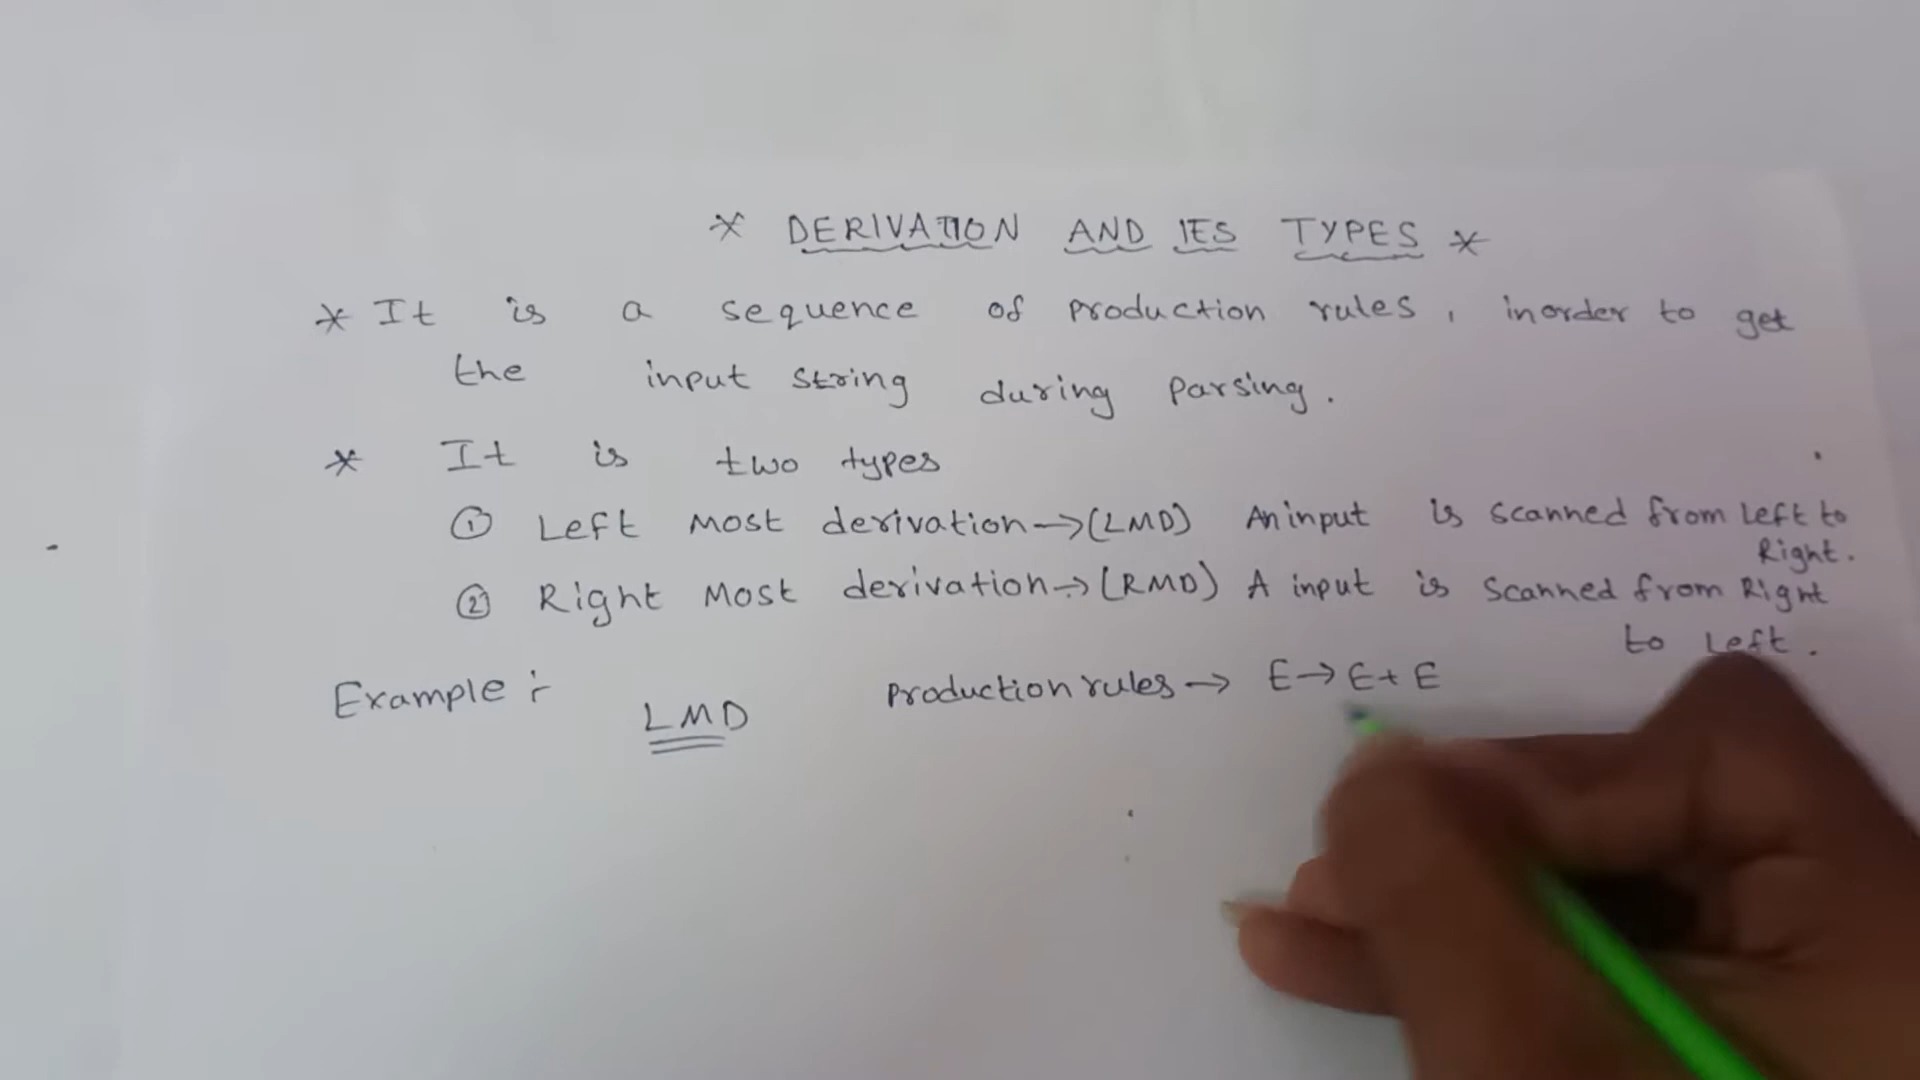 * DERIVATION AND ITS TYPES *
* It is a sequence of production rules, inorder to get
the input string during parsing.
* It is two types
① Left Most derivation → (LMD) An input is scanned from Left to
Right.
② Right Most derivation → (RMD) A input is scanned from Right
to Left.
Example :- LMD Production rules → E → E + E